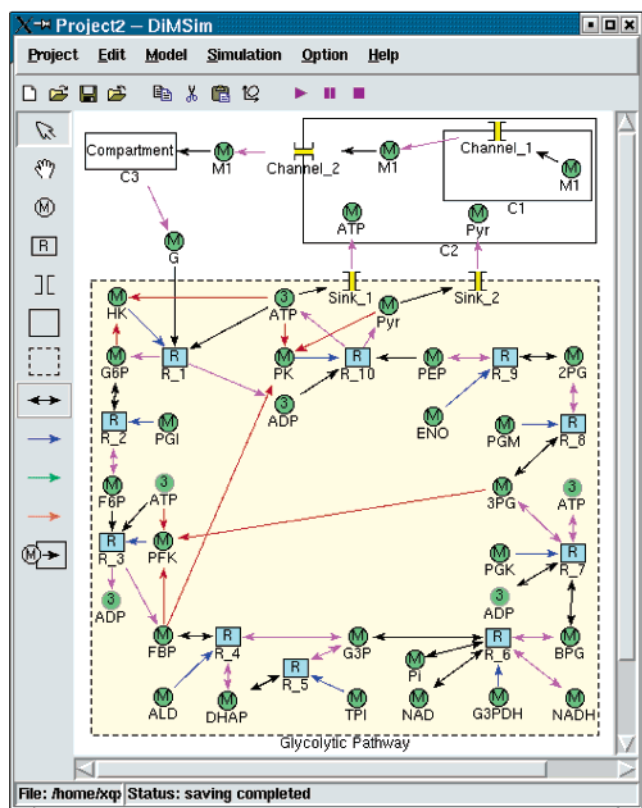 Project2 – DiMSim
Project Edit Model Simulation Option Help
Compartment
C3
M M1
Channel_2
M M1
Channel_1
M M1
C1
M ATP
M Pyr
C2
M G
Sink_1
Sink_2
M HK
3 ATP
M Pyr
M G6P
R R_1
M PK
R R_10
M PEP
R R_9
M 2PG
3 ADP
M ENO
R R_2
M PGI
M PGM
R R_8
M F6P
3 ATP
M 3PG
3 ATP
R R_3
M PFK
M PGK
R R_7
3 ADP
3 ADP
M FBP
R R_4
M G3P
R R_6
M BPG
R R_5
M Pi
M ALD
M DHAP
M TPI
M NAD
M G3PDH
M NADH
Glycolytic Pathway
M
R
M
File: /home/xqp Status: saving completed